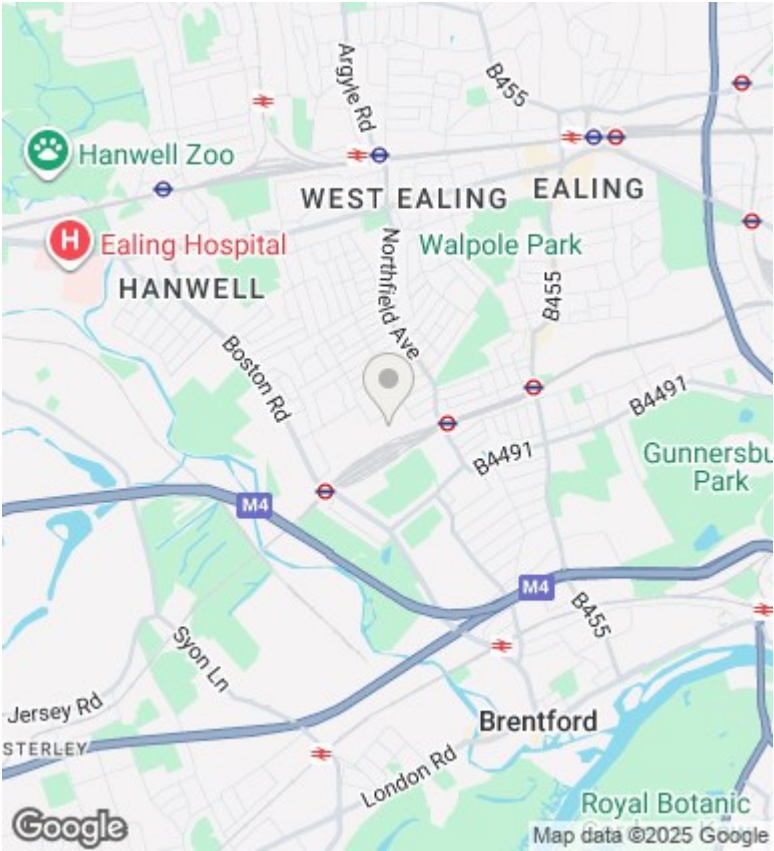 B455
Argyle Rd
Hanwell Zoo
WEST EALING
EALING
H
Ealing Hospital
Walpole Park
HANWELL
Northfield Ave
B455
Boston Rd
B4491
B4491
Gunnersbu
Park
M4
M4
B455
Syon Ln
Jersey Rd
STERLEY
Brentford
London Rd
Royal Botanic
Google
Map data ©2025 Google